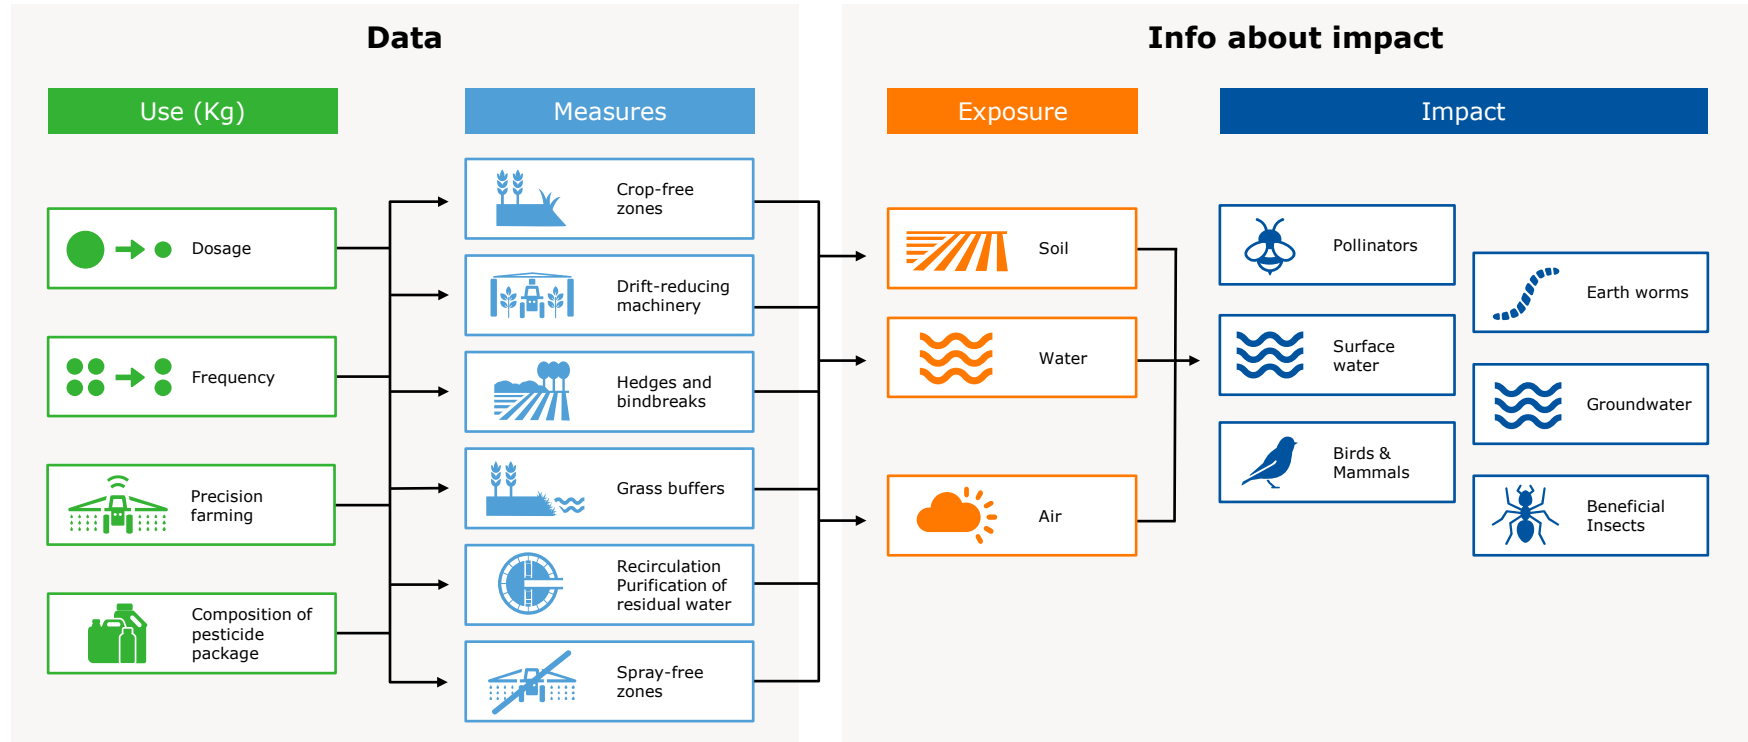 Data
Use (Kg)
Measures
Dosage
Frequency
Precision
farming
Composition of
pesticide
package
Crop-free
zones
Drift-reducing
machinery
Hedges and
bindbreaks
Grass buffers
Recirculation
Purification of
residual water
Spray-free
zones
Info about impact
Exposure
Impact
Soil
Water
Air
Pollinators
Surface
water
Birds &
Mammals
Earth worms
Groundwater
Beneficial
Insects